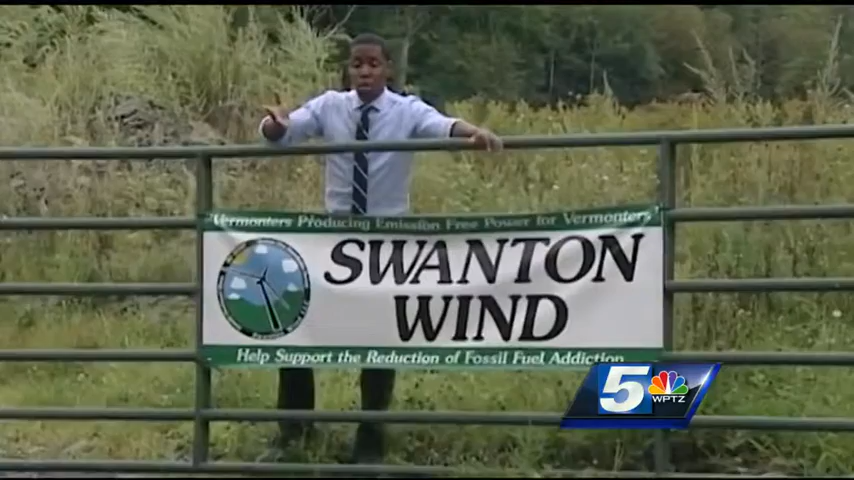 Vermonters Producing Emission Free Power for Vermonters
SWANTON
WIND
Help Support the Reduction of Fossil Fuel Addiction
5
WPTZ